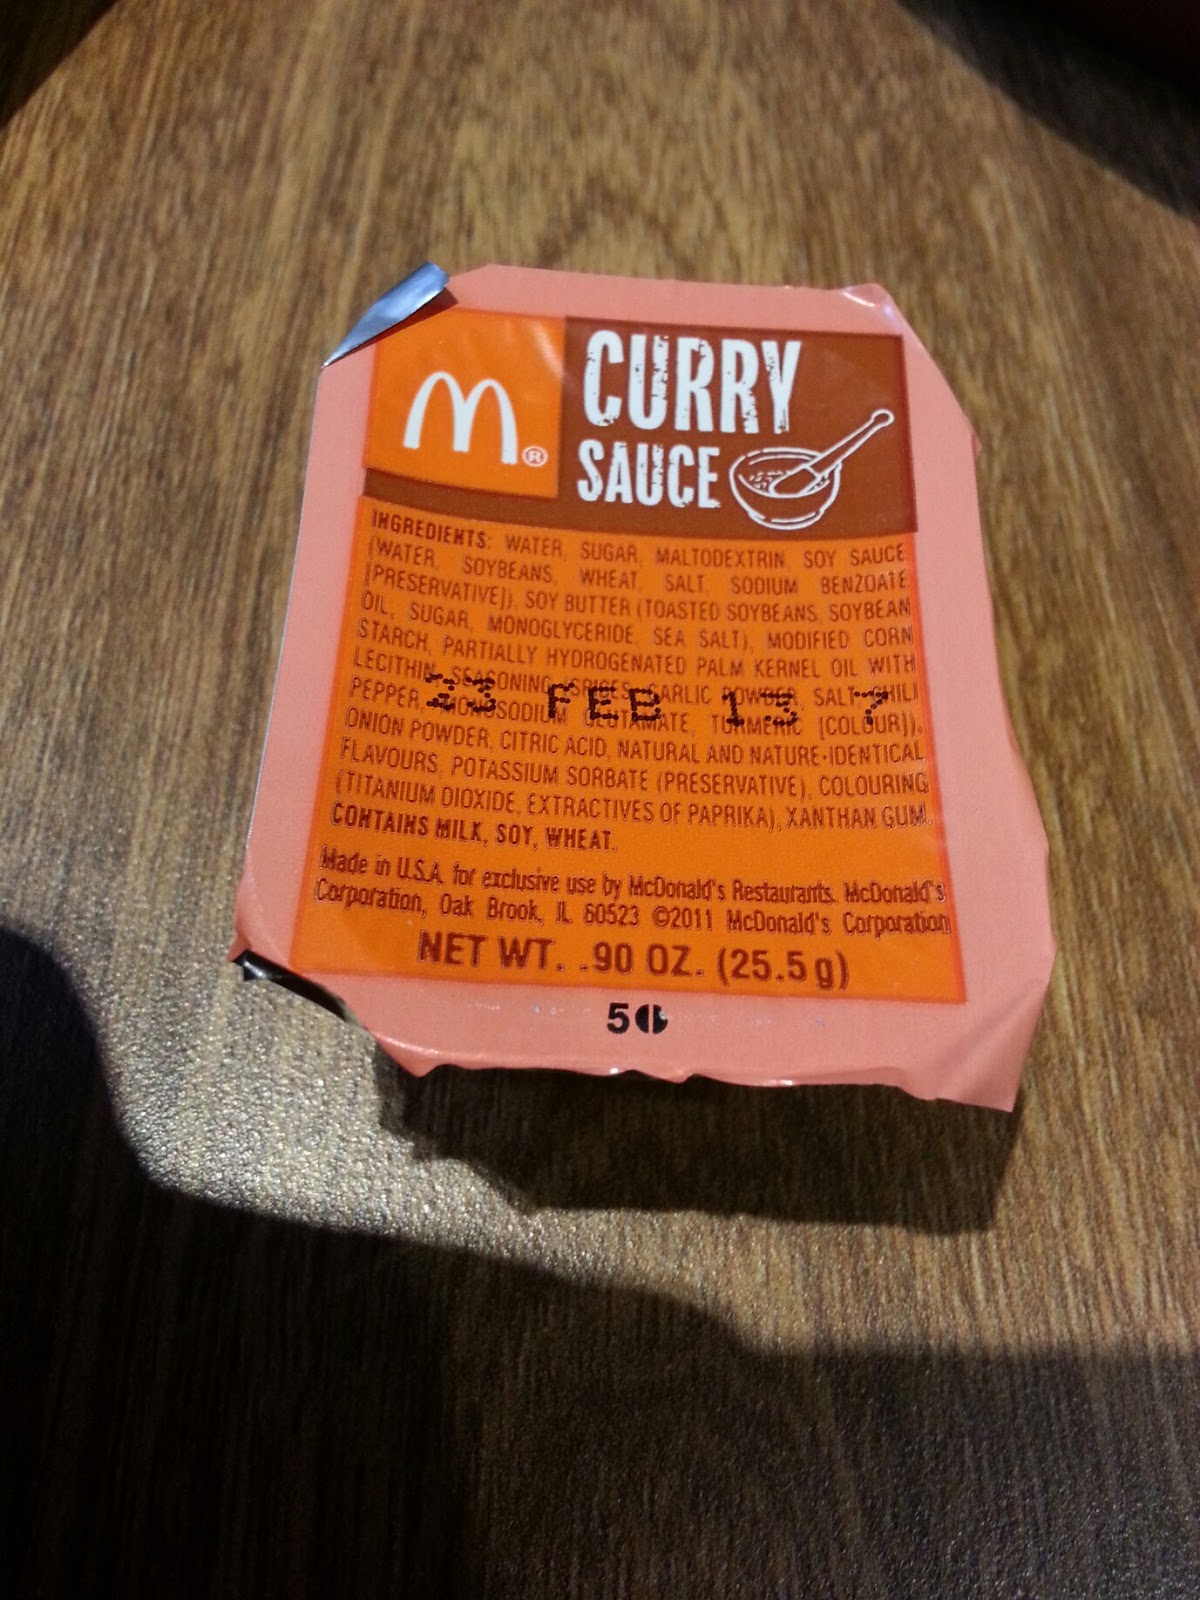 M®
CURRY
SAUCE
INGREDIENTS: WATER, SUGAR, MALTODEXTRIN, SOY SAUCE
(WATER, SOYBEANS, WHEAT, SALT, SODIUM BENZOATE
[PRESERVATIVE]), SOY BUTTER (TOASTED SOYBEANS, SOYBEAN
OIL, SUGAR, MONOGLYCERIDE, SEA SALT), MODIFIED CORN
STARCH, PARTIALLY HYDROGENATED PALM KERNEL OIL WITH
LECITHIN, SEASONING (SPICES, GARLIC POWDER, SALT, CHILI
23 FEB 13 7
PEPPER, MONOSODIUM GLUTAMATE, TURMERIC [COLOUR]),
ONION POWDER, CITRIC ACID, NATURAL AND NATURE-IDENTICAL
FLAVOURS, POTASSIUM SORBATE (PRESERVATIVE), COLOURING
(TITANIUM DIOXIDE, EXTRACTIVES OF PAPRIKA), XANTHAN GUM.
CONTAINS MILK, SOY, WHEAT.
Made in U.S.A. for exclusive use by McDonald's Restaurants. McDonald's
Corporation, Oak Brook, IL 60523 ©2011 McDonald's Corporation
NET WT. .90 OZ. (25.5 g)
5